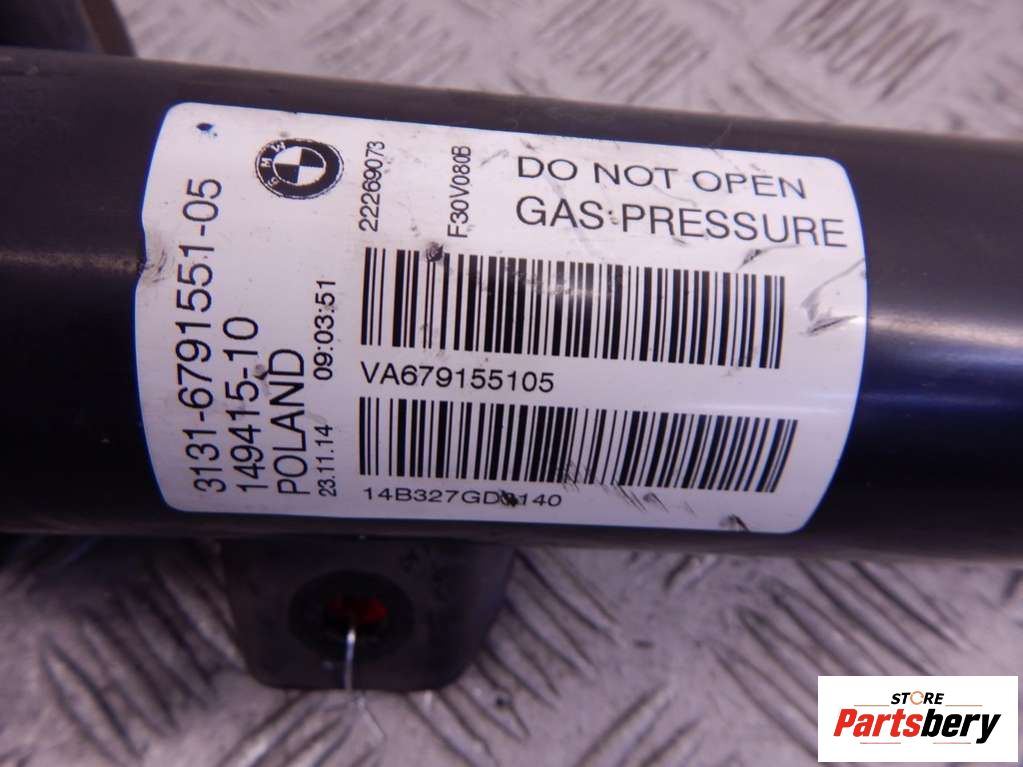 BMW
3131-6791551-05
149415-10
POLAND
23.11.14 09:03:51
22269073
F30V080B
DO NOT OPEN
GAS PRESSURE
VA679155105
STORE
Partsbery